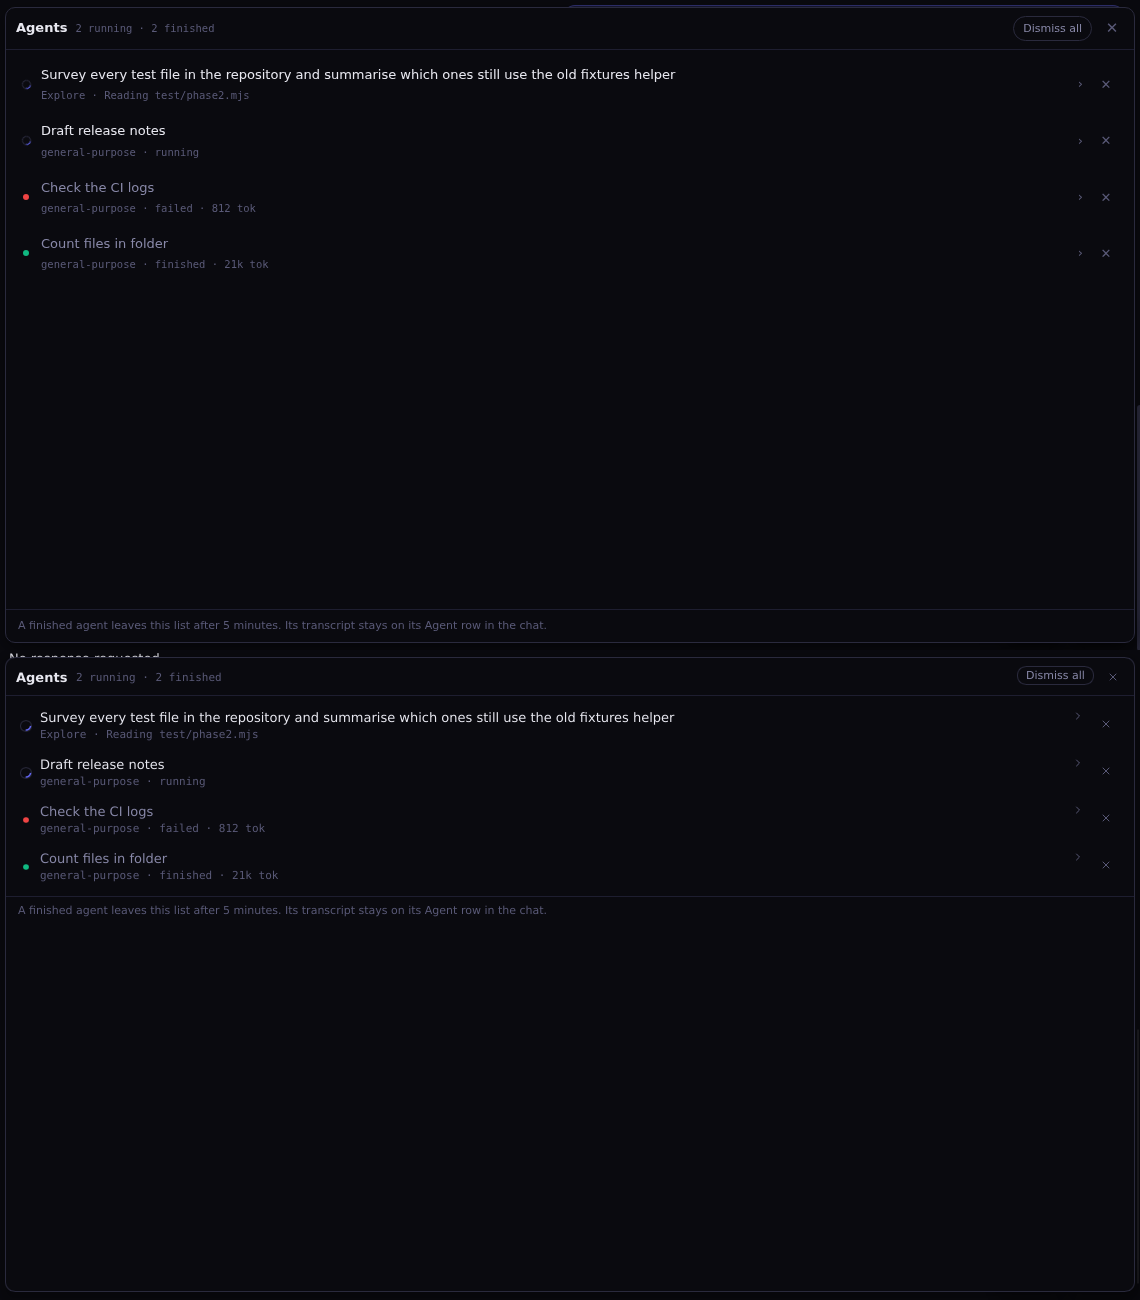 Agents 2 running · 2 finished Dismiss all ×
Survey every test file in the repository and summarise which ones still use the old fixtures helper
Explore · Reading test/phase2.mjs › ×
Draft release notes
general-purpose · running › ×
Check the CI logs
general-purpose · failed · 812 tok › ×
Count files in folder
general-purpose · finished · 21k tok › ×
A finished agent leaves this list after 5 minutes. Its transcript stays on its Agent row in the chat.
No response requested
Agents 2 running · 2 finished Dismiss all ×
Survey every test file in the repository and summarise which ones still use the old fixtures helper
Explore · Reading test/phase2.mjs › ×
Draft release notes
general-purpose · running › ×
Check the CI logs
general-purpose · failed · 812 tok › ×
Count files in folder
general-purpose · finished · 21k tok › ×
A finished agent leaves this list after 5 minutes. Its transcript stays on its Agent row in the chat.